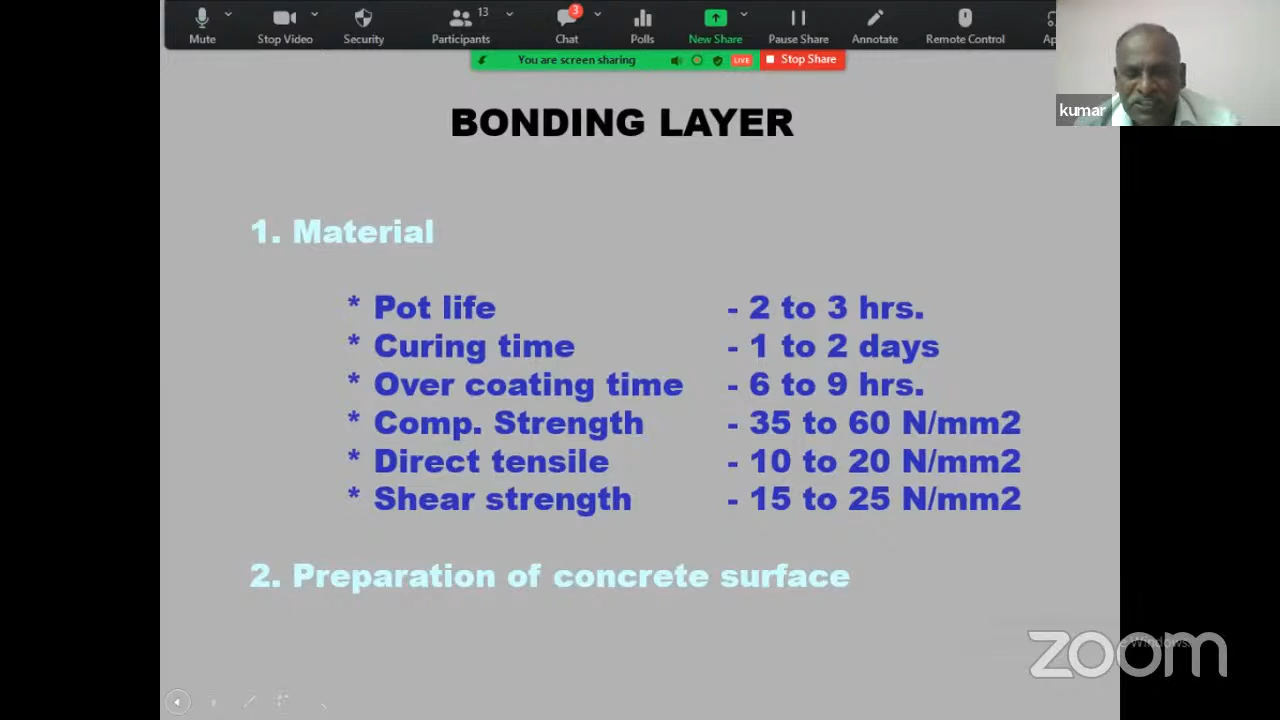 Mute
Stop Video
Security
13
Participants
3
Chat
Polls
New Share
Pause Share
Annotate
Remote Control
You are screen sharing
LIVE
Stop Share
kumar
BONDING LAYER
1. Material
* Pot life - 2 to 3 hrs.
* Curing time - 1 to 2 days
* Over coating time - 6 to 9 hrs.
* Comp. Strength - 35 to 60 N/mm2
* Direct tensile - 10 to 20 N/mm2
* Shear strength - 15 to 25 N/mm2
2. Preparation of concrete surface
Windows.
zoom